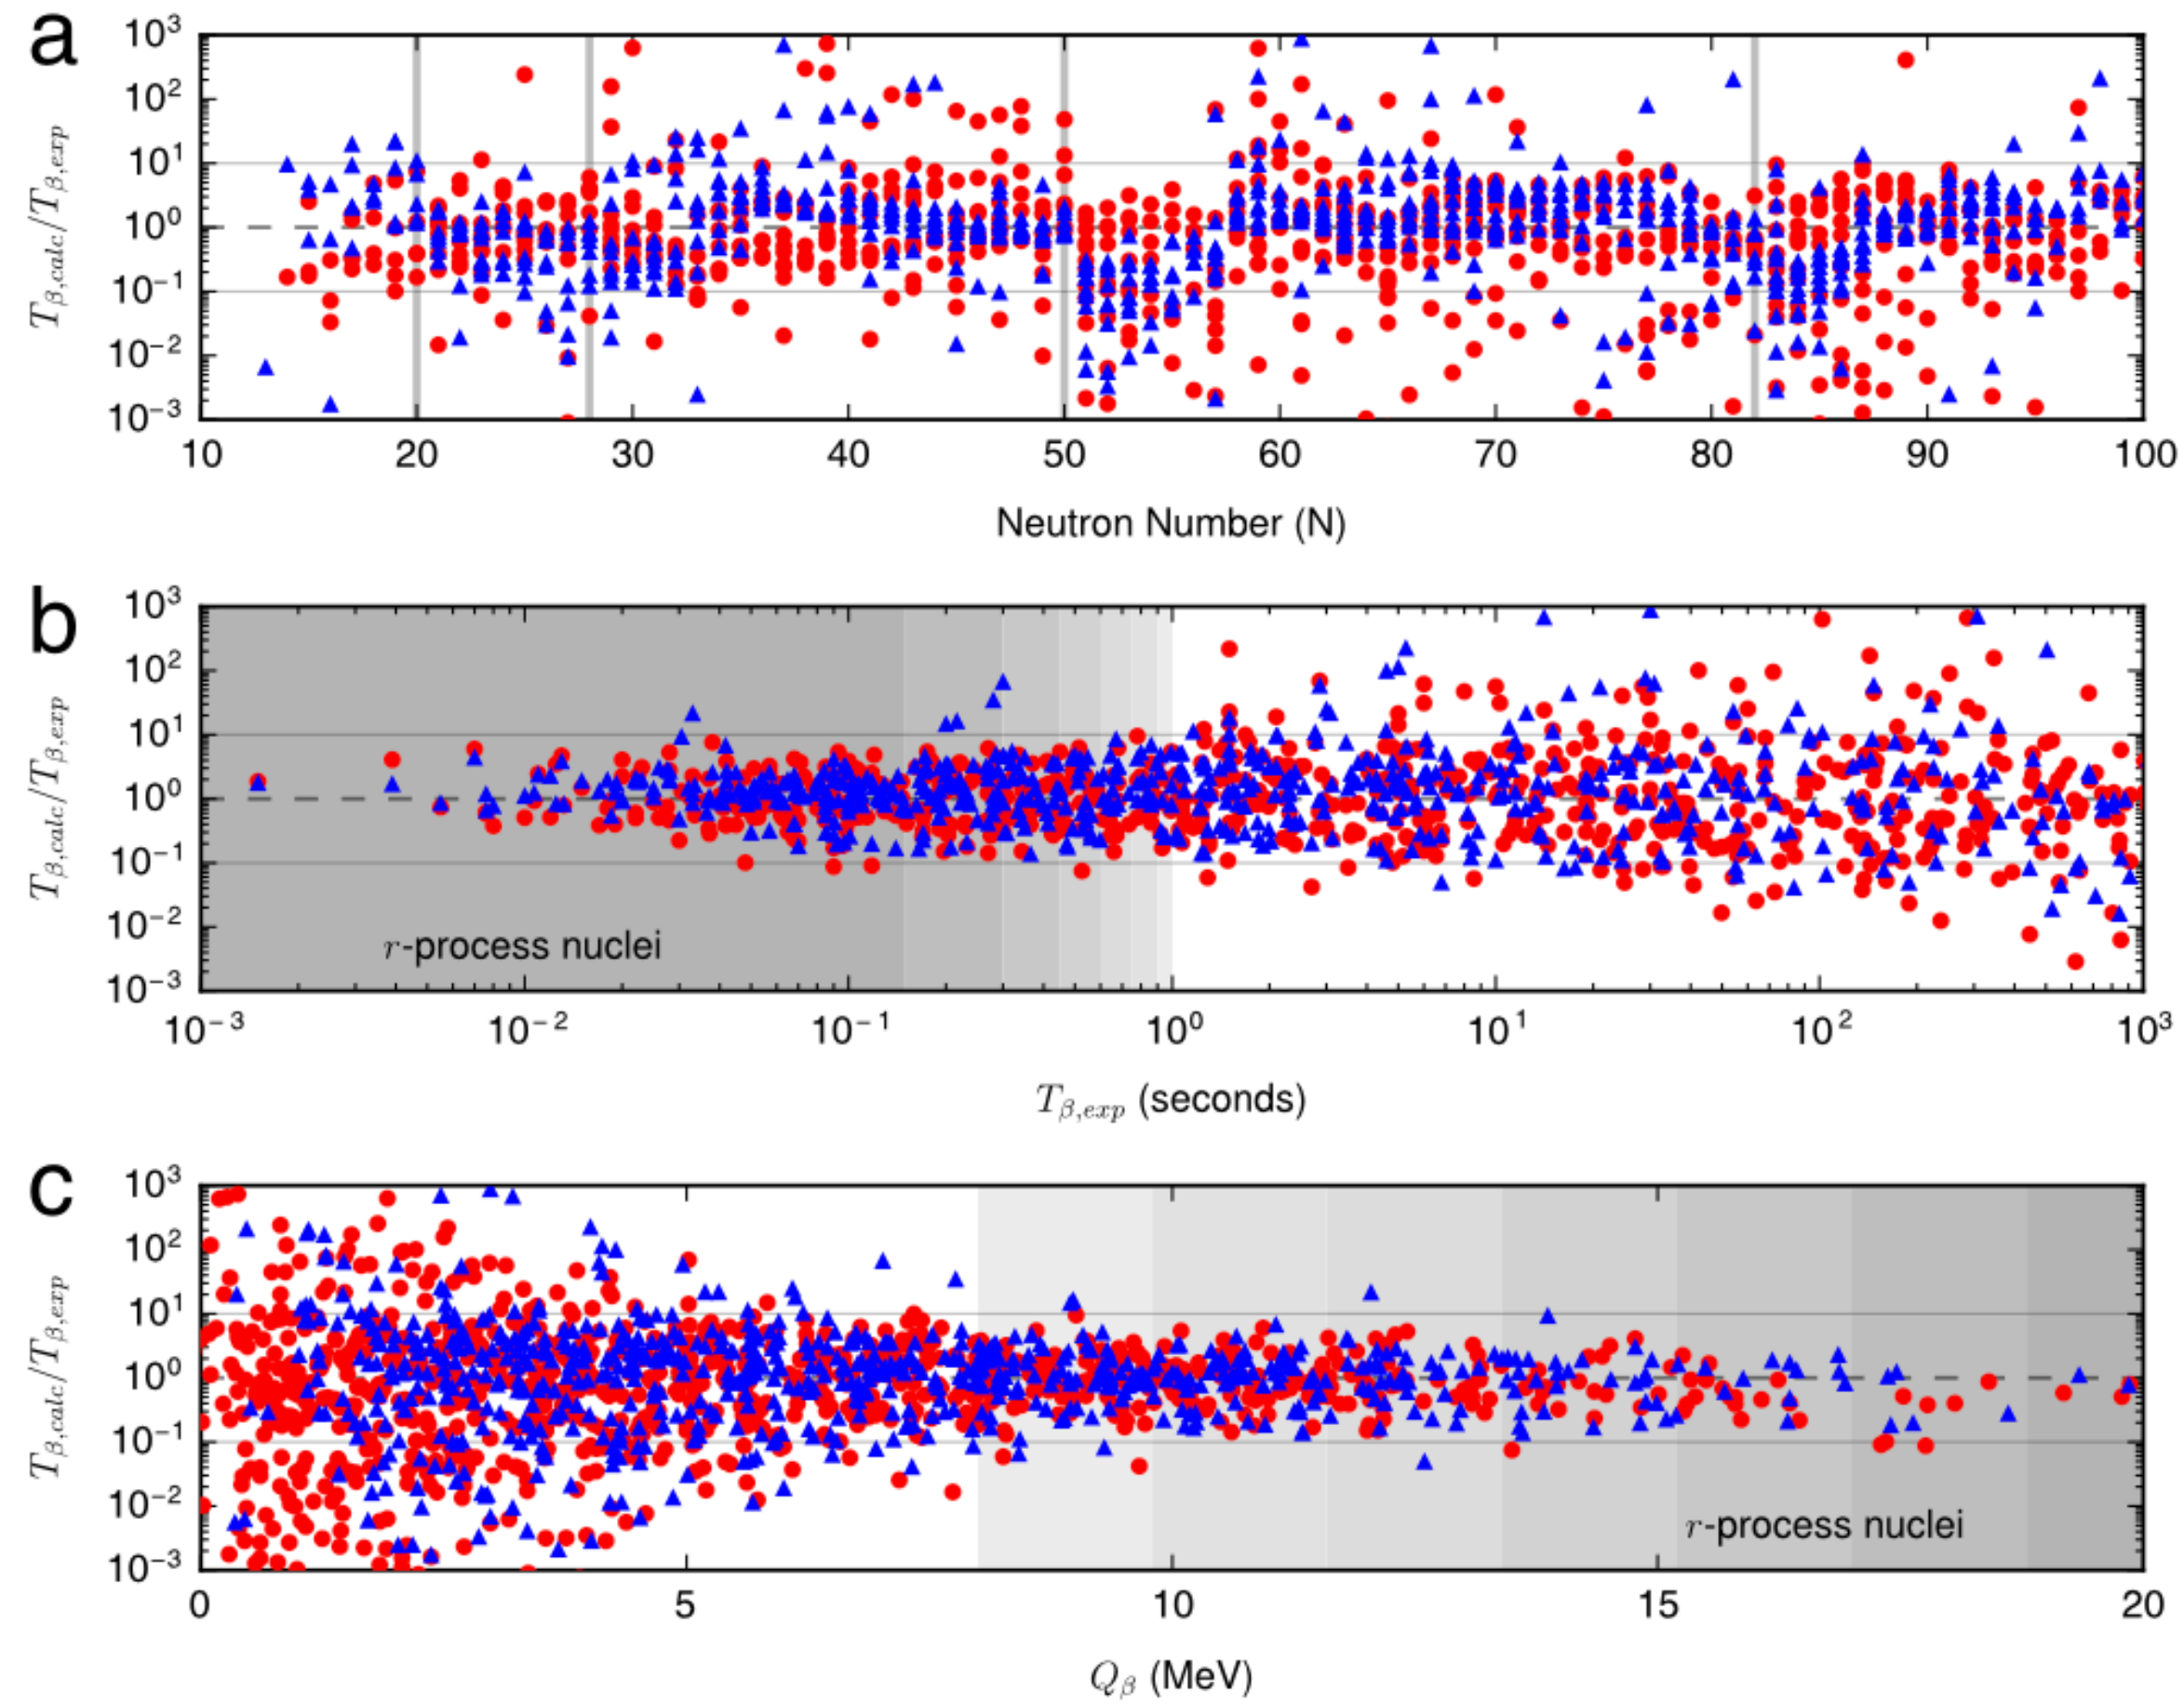 a
10³
10²
10¹
10⁰
10⁻¹
10⁻²
10⁻³
T_{β,calc}/T_{β,exp}
10 20 30 40 50 60 70 80 90 100
Neutron Number (N)
b
10³
10²
10¹
10⁰
10⁻¹
10⁻²
10⁻³
T_{β,calc}/T_{β,exp}
r-process nuclei
10⁻³ 10⁻² 10⁻¹ 10⁰ 10¹ 10² 10³
T_{β,exp} (seconds)
c
10³
10²
10¹
10⁰
10⁻¹
10⁻²
10⁻³
T_{β,calc}/T_{β,exp}
r-process nuclei
0 5 10 15 20
Q_β (MeV)